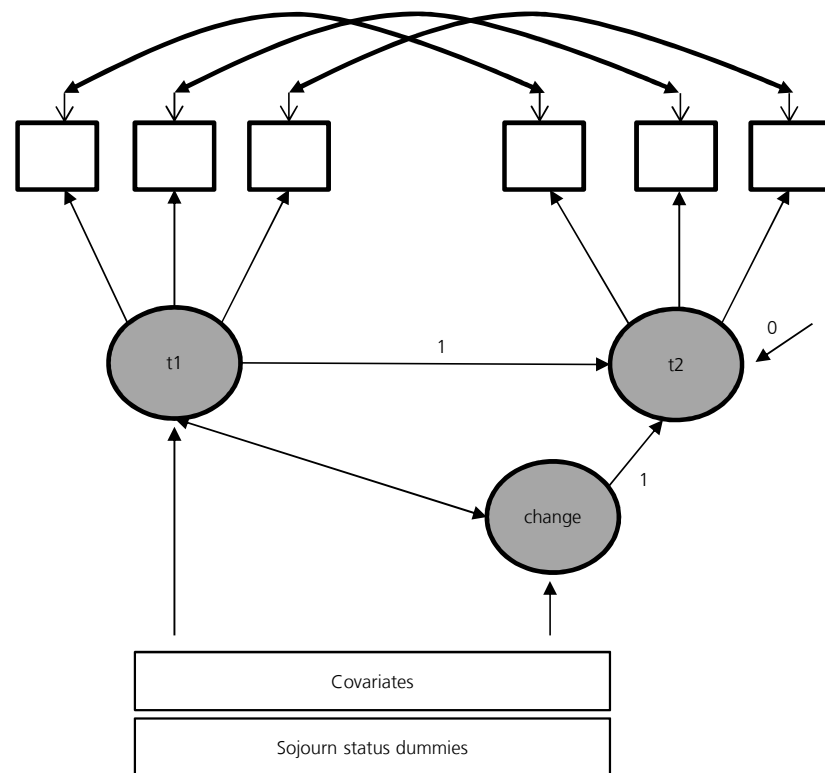 0
1
t1
t2
1
change
Covariates
Sojourn status dummies